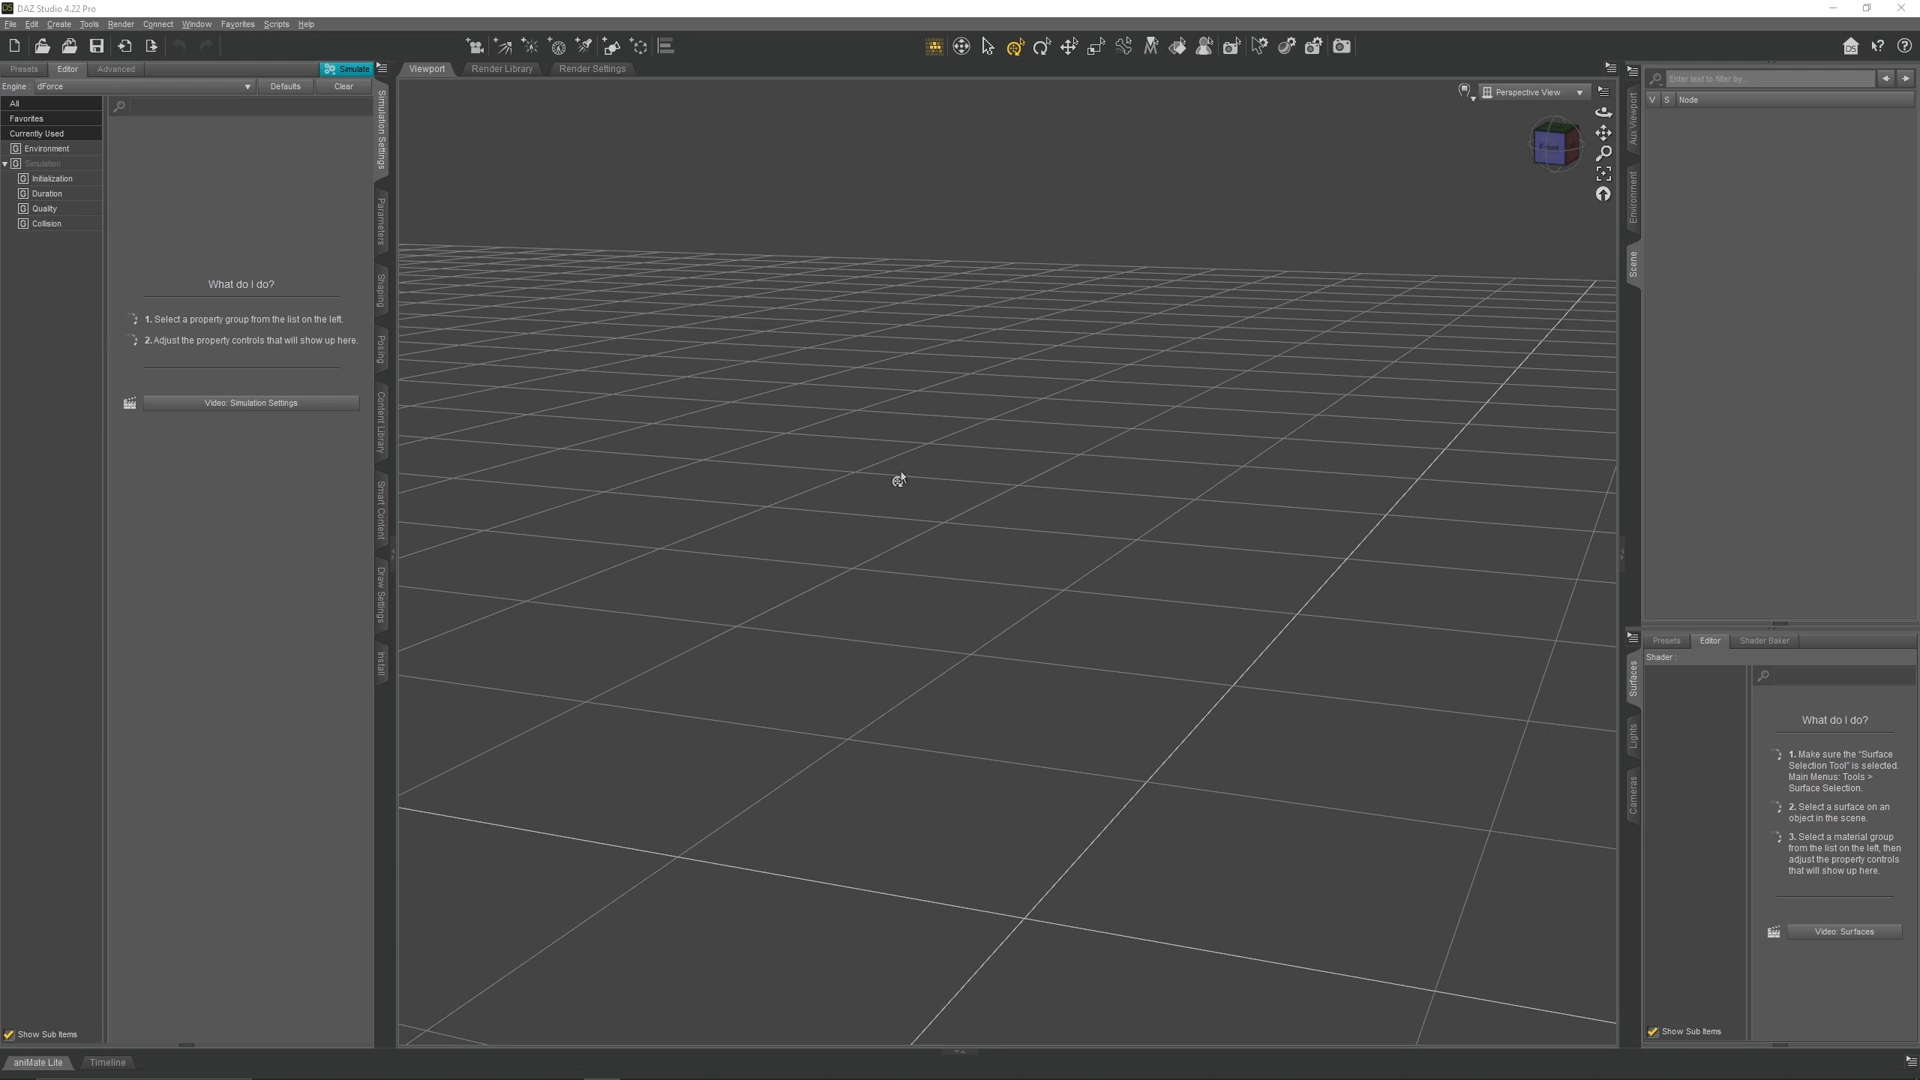 DAZ Studio 4.22 Pro
File Edit Create Tools Render Connect Window Favorites Scripts Help
Presets Editor Advanced Simulate
Engine : dForce Defaults Clear
All
Favorites
Currently Used
Environment
Simulation
Initialization
Duration
Quality
Collision
What do I do?
1. Select a property group from the list on the left.
2. Adjust the property controls that will show up here.
Video: Simulation Settings
Show Sub Items
Simulation Settings
Parameters
Shaping
Posing
Content Library
Smart Content
Draw Settings
Install
Viewport Render Library Render Settings
Perspective View
Front
Aux Viewport
Environment
Scene
Enter text to filter by...
V S Node
Surfaces
Lights
Cameras
Presets Editor Shader Baker
Shader :
What do I do?
1. Make sure the "Surface
Selection Tool" is selected.
Main Menus: Tools >
Surface Selection.
2. Select a surface on an
object in the scene.
3. Select a material group
from the list on the left, then
adjust the property controls
that will show up here.
Video: Surfaces
Show Sub Items
aniMate Lite Timeline